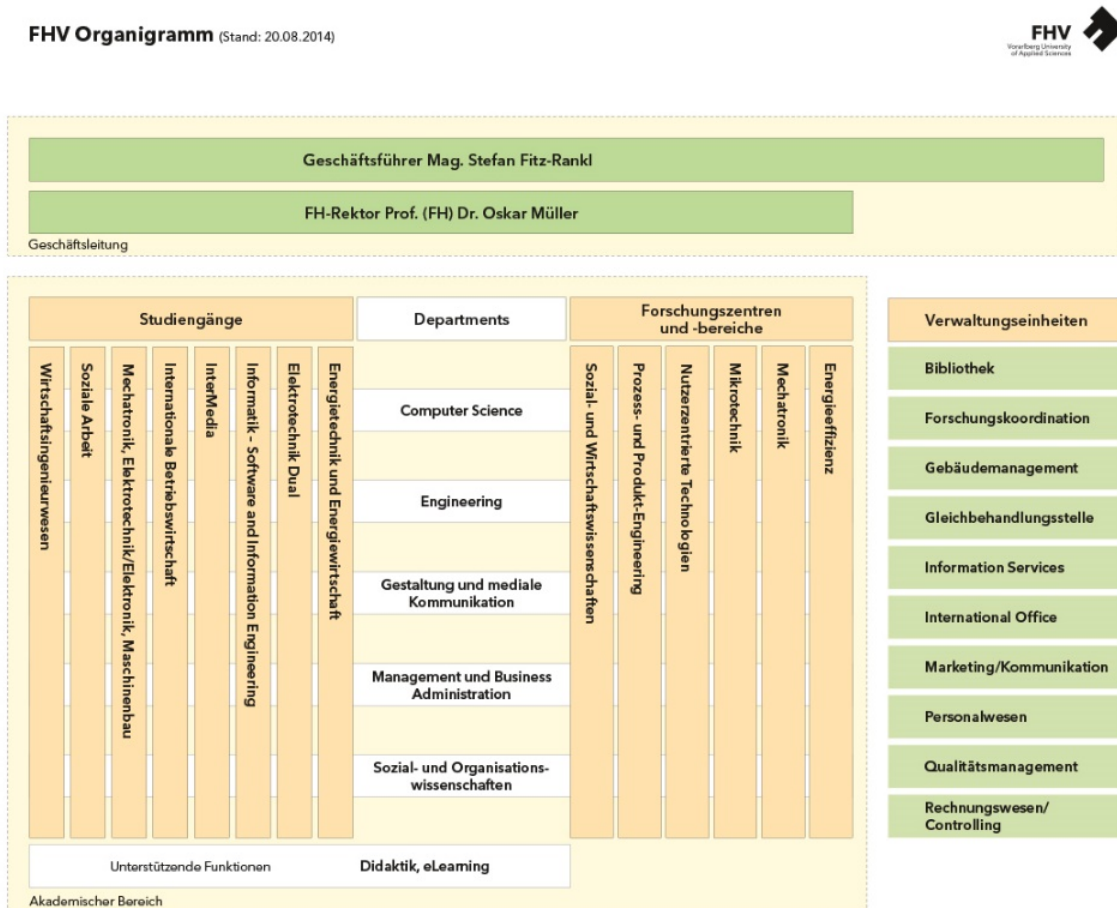 FHV Organigramm (Stand: 20.08.2014)
FHV
Vorarlberg University
of Applied Sciences
Geschäftsführer Mag. Stefan Fitz-Rankl
FH-Rektor Prof. (FH) Dr. Oskar Müller
Geschäftsleitung
Studiengänge
Wirtschaftsingenieurwesen
Soziale Arbeit
Mechatronik, Elektrotechnik/Elektronik, Maschinenbau
Internationale Betriebswirtschaft
InterMedia
Informatik – Software and Information Engineering
Elektrotechnik Dual
Energietechnik und Energiewirtschaft
Departments
Computer Science
Engineering
Gestaltung und mediale
Kommunikation
Management und Business
Administration
Sozial- und Organisations-
wissenschaften
Forschungszentren
und -bereiche
Sozial- und Wirtschaftswissenschaften
Prozess- und Produkt-Engineering
Nutzerzentrierte Technologien
Mikrotechnik
Mechatronik
Energieeffizienz
Unterstützende Funktionen
Didaktik, eLearning
Akademischer Bereich
Verwaltungseinheiten
Bibliothek
Forschungskoordination
Gebäudemanagement
Gleichbehandlungsstelle
Information Services
International Office
Marketing/Kommunikation
Personalwesen
Qualitätsmanagement
Rechnungswesen/
Controlling